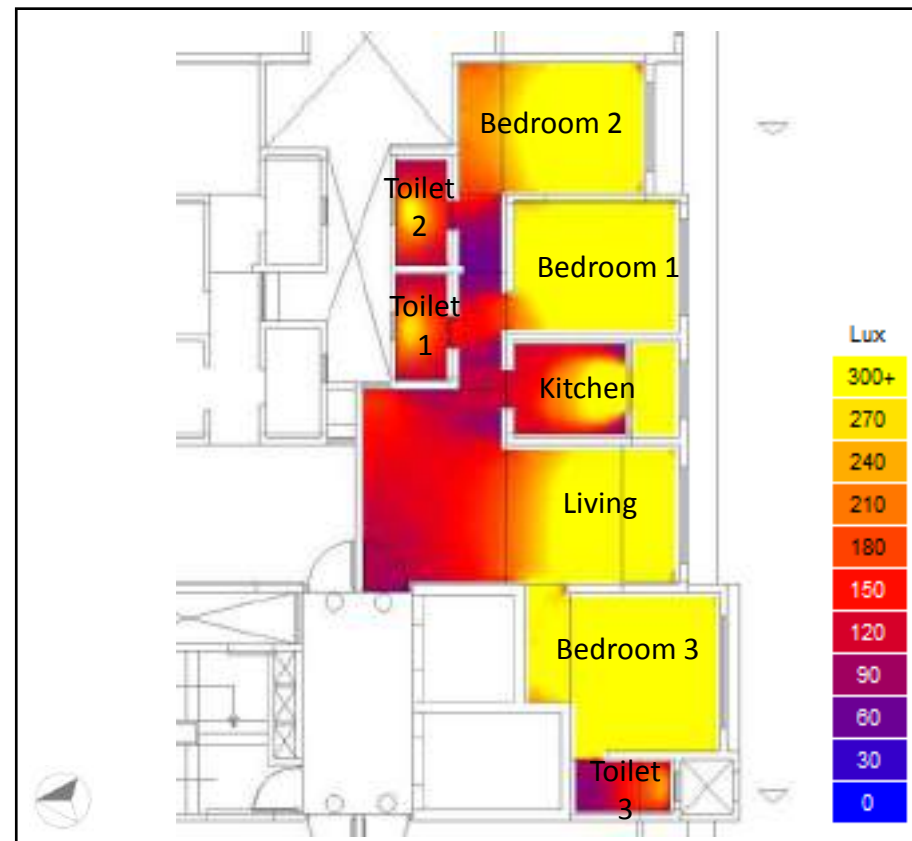 Bedroom 2
Toilet
2
Bedroom 1
Toilet
1
Kitchen
Living
Bedroom 3
Toilet
3
Lux
300+
270
240
210
180
150
120
90
60
30
0